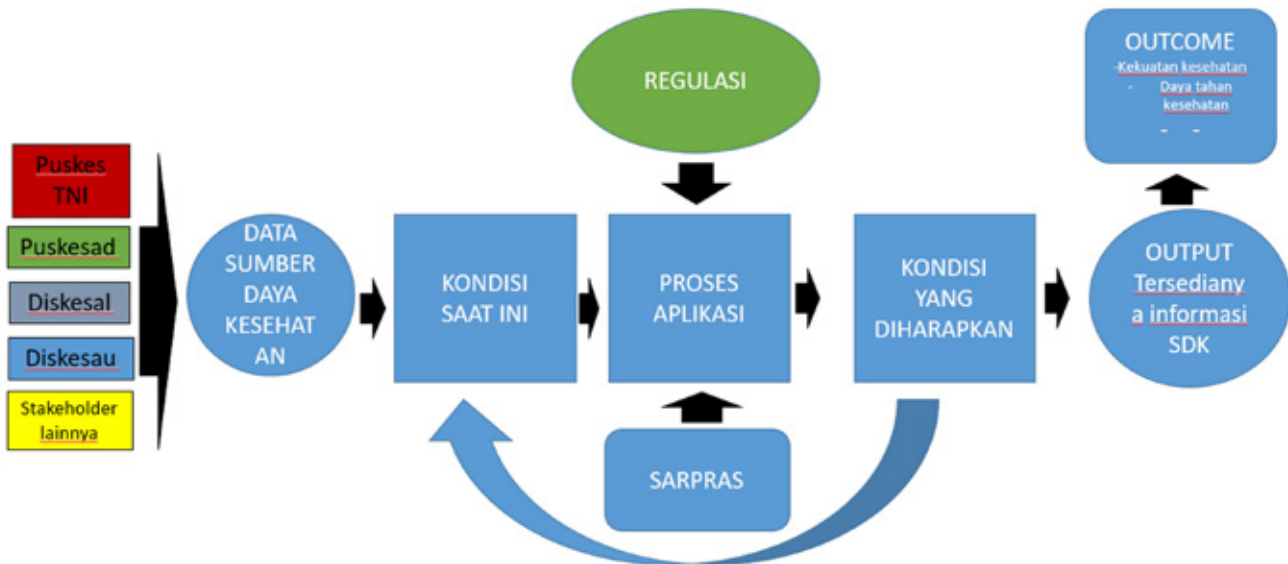 Puskes
TNI
Puskesad
Diskesal
Diskesau
Stakeholder
lainnya
DATA
SUMBER
DAYA
KESEHAT
AN
KONDISI
SAAT INI
REGULASI
PROSES
APLIKASI
SARPRAS
KONDISI
YANG
DIHARAPKAN
OUTPUT
Tersediany
a informasi
SDK
OUTCOME
-Kekuatan kesehatan
- Daya tahan
kesehatan
- -